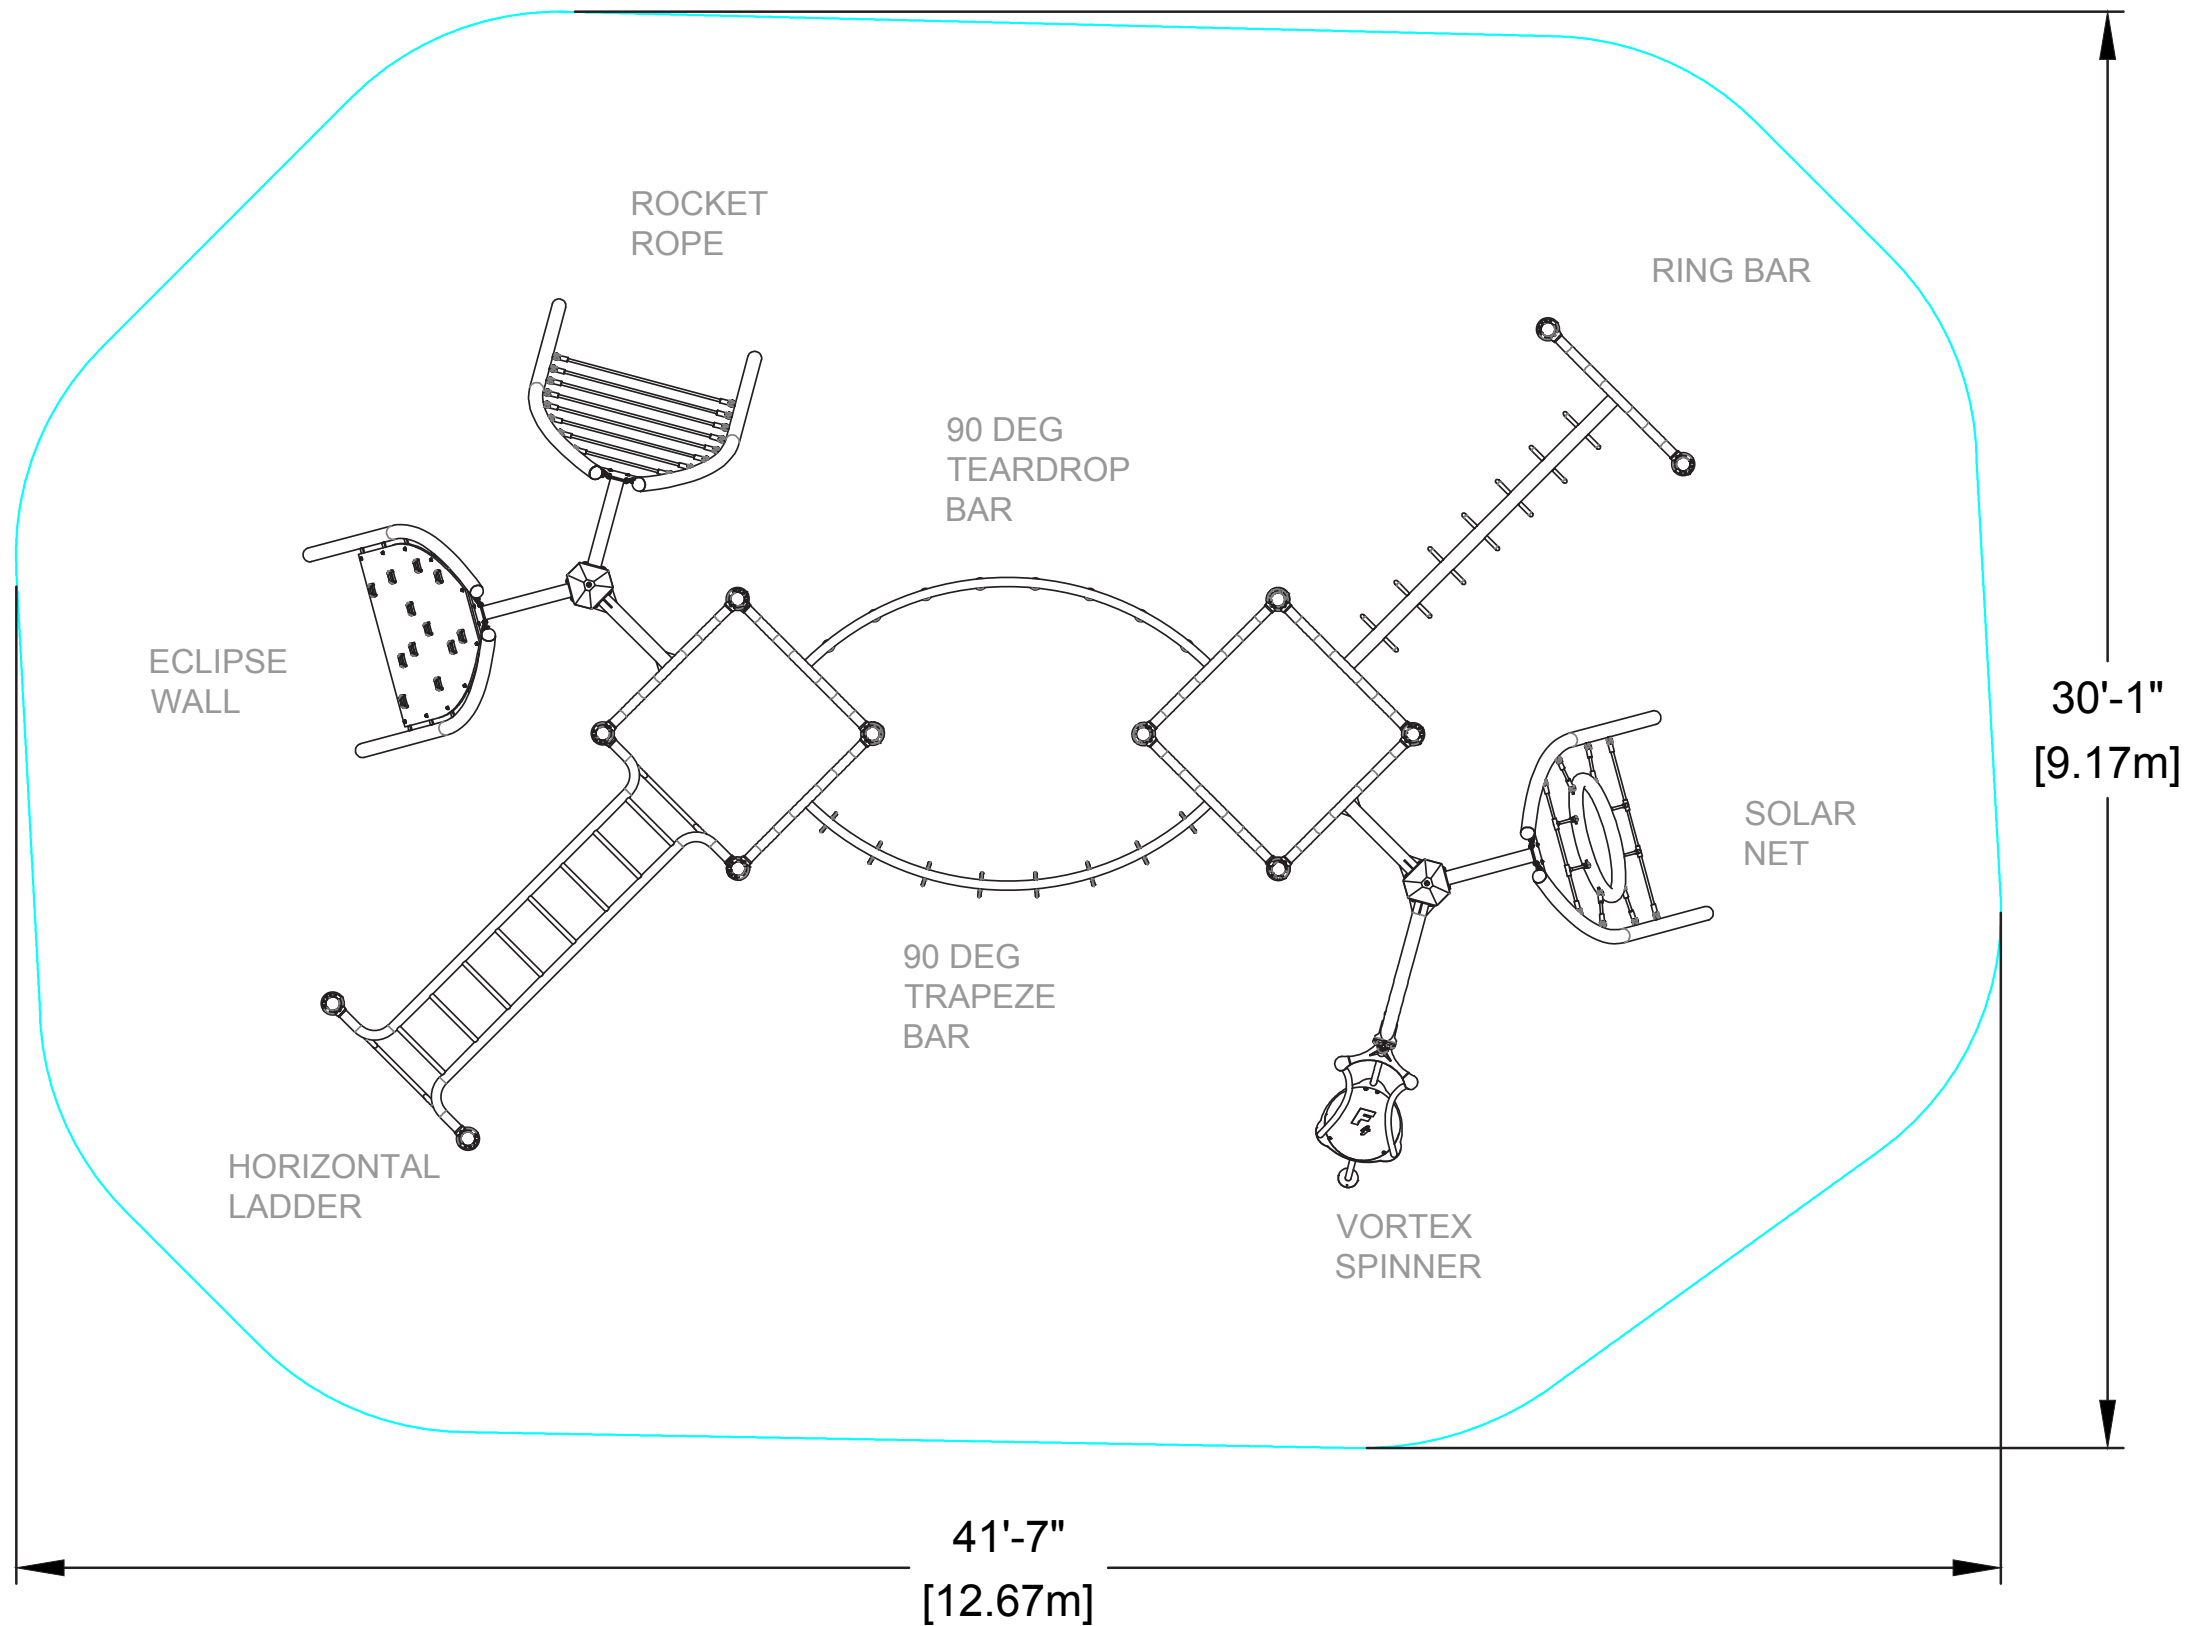 ROCKET
ROPE
RING BAR
90 DEG
TEARDROP
BAR
ECLIPSE
WALL
30'-1"
[9.17m]
SOLAR
NET
90 DEG
TRAPEZE
BAR
HORIZONTAL
LADDER
VORTEX
SPINNER
41'-7"
[12.67m]